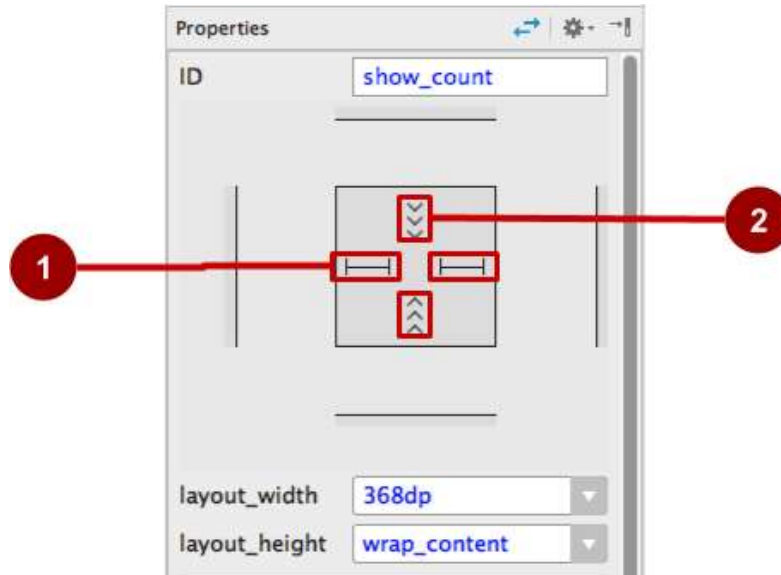 Properties
ID show_count
2
1
layout_width 368dp
layout_height wrap_content